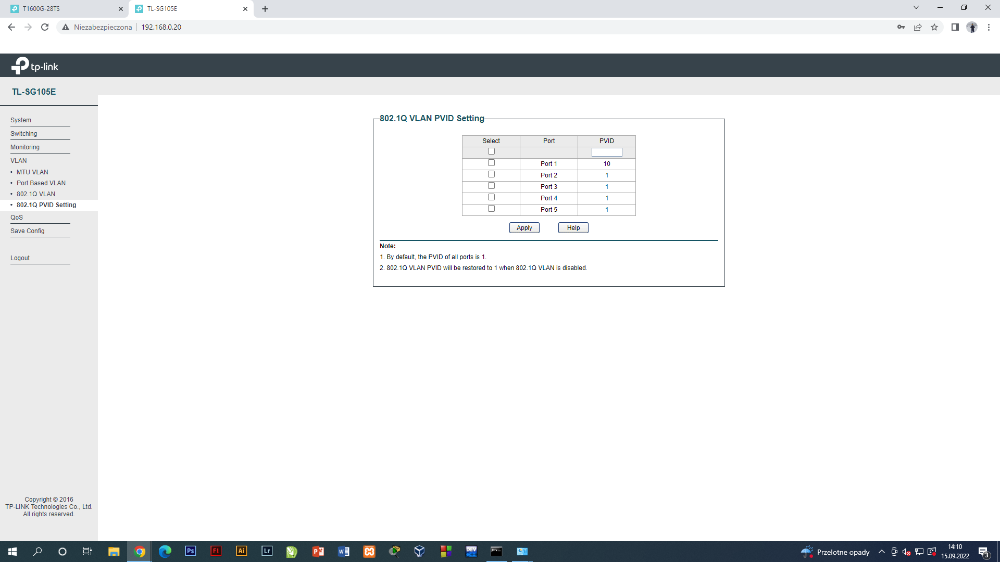 T1600G-28TS
TL-SG105E
Niezabezpieczona 192.168.0.20
tp-link
TL-SG105E
System
Switching
Monitoring
VLAN
• MTU VLAN
• Port Based VLAN
• 802.1Q VLAN
• 802.1Q PVID Setting
QoS
Save Config
Logout
802.1Q VLAN PVID Setting
Select Port PVID
Port 1 10
Port 2 1
Port 3 1
Port 4 1
Port 5 1
Apply Help
Note:
1. By default, the PVID of all ports is 1.
2. 802.1Q VLAN PVID will be restored to 1 when 802.1Q VLAN is disabled.
Copyright © 2016
TP-LINK Technologies Co., Ltd.
All rights reserved.
Ps Fl Ai Lr DEV C++
Przelotne opady
14:10
15.09.2022
3